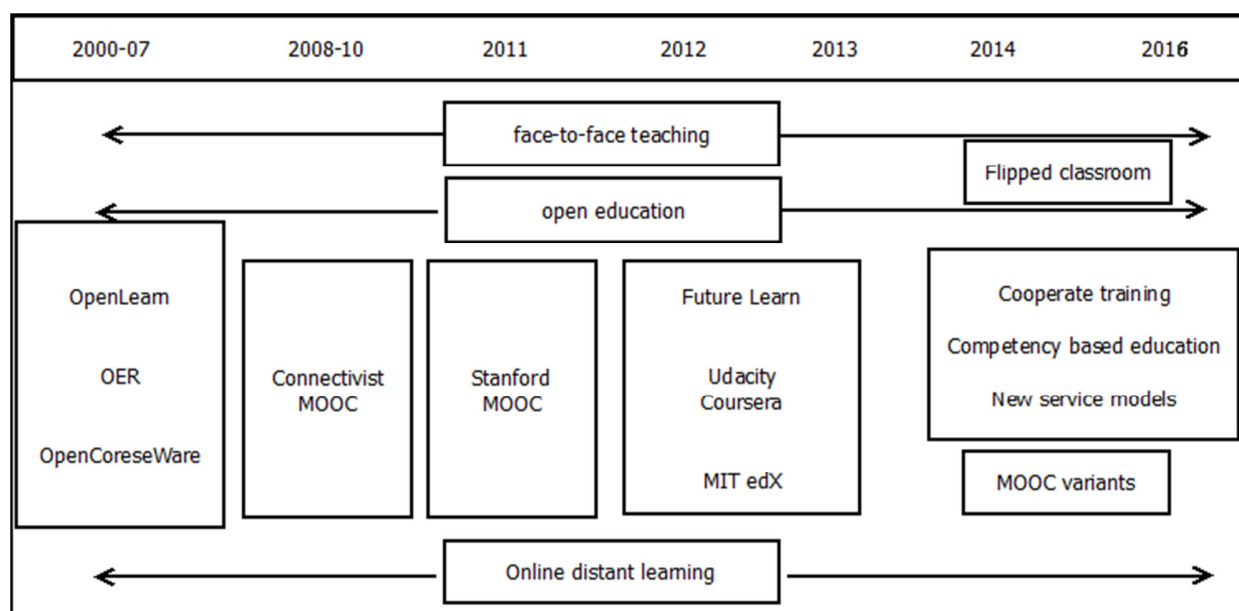 2000-07 2008-10 2011 2012 2013 2014 2016
face-to-face teaching
Flipped classroom
open education
OpenLearn
OER
OpenCoreseWare
Connectivist
MOOC
Stanford
MOOC
Future Learn
Udacity
Coursera
MIT edX
Cooperate training
Competency based education
New service models
MOOC variants
Online distant learning